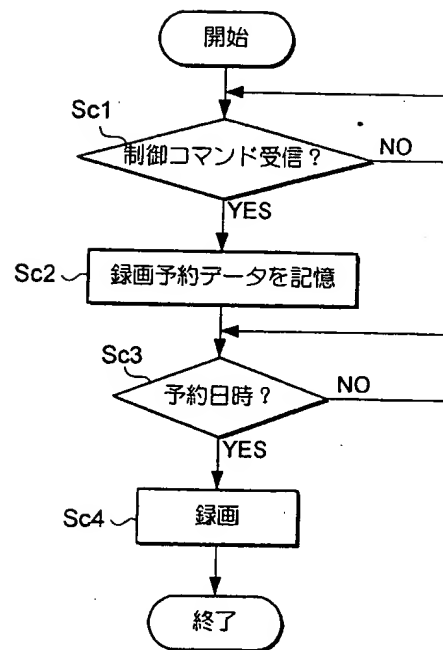 開始
Sc1
制御コマンド受信?
NO
YES
Sc2
録画予約データを記憶
Sc3
予約日時?
NO
YES
Sc4
録画
終了